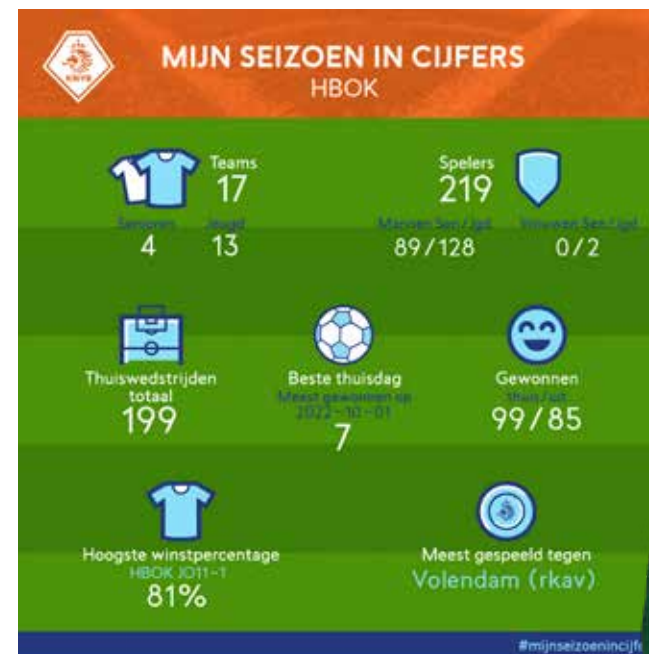 MIJN SEIZOEN IN CIJFERS
HBOK
KNVB
Teams
17
Senioren Jeugd
4 13
Spelers
219
Mannen Sen / Jgd Vrouwen Sen / Jgd
89/128 0/2
Thuiswedstrijden
totaal
199
Beste thuisdag
Meest gewonnen op
2022-10-01
7
Gewonnen
thuis/uit
99/85
Hoogste winstpercentage
HBOK JO11-1
81%
Meest gespeeld tegen
Volendam (rkav)
#mijnseizoenincijfe